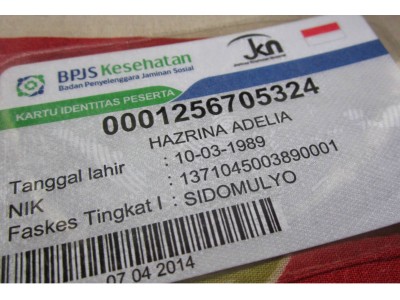 BPJS Kesehatan
Badan Penyelenggara Jaminan Sosial
jkn
KARTU IDENTITAS PESERTA
0001256705324
HAZRINA ADELIA
Tanggal lahir : 10-03-1989
NIK : 1371045003890001
Faskes Tingkat I : SIDOMULYO
07 04 2014